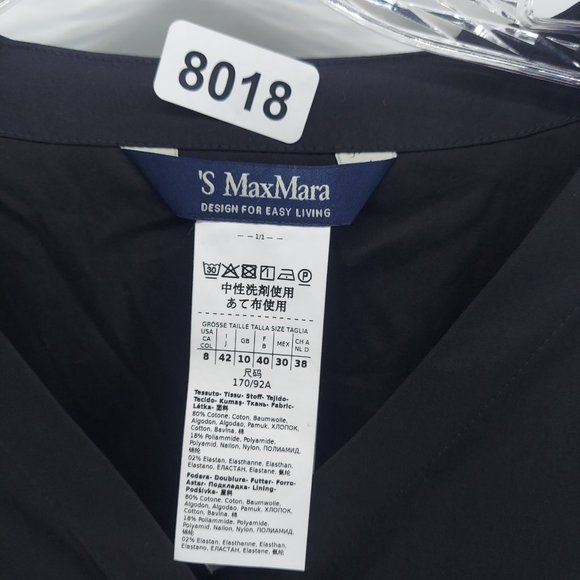 8018
'S MaxMara
DESIGN FOR EASY LIVING
— — 1/1 — —
30
P
中性洗剤使用
あて布使用
GRÖSSE TAILLE TALLA SIZE TAGLIA
USA CA COL
I J
GB
F B
MEX
CH A NL D
8 42 10 40 30 38
尺码
170/92A
Tessuto- Tissu- Stoff- Tejido-
Tecido- Kumaş- Ткань- Fabric-
Látka- 面料
80% Cotone, Coton, Baumwolle,
Algodon, Algodao, Pamuk, ХЛОПОК,
Cotton, Bavlna, 棉
18% Poliammide, Polyamide,
Polyamid, Nailon, Nylon, ПОЛИАМИД,
锦纶
02% Elastan, Elasthanne, Elasthan,
Elastano, ЕЛАСТАН, Elastane, 氨纶
Fodera- Doublure- Futter- Forro-
Astar- Подкладка- Lining-
Podšívka- 里料
80% Cotone, Coton, Baumwolle,
Algodon, Algodao, Pamuk, ХЛОПОК,
Cotton, Bavlna, 棉
18% Poliammide, Polyamide,
Polyamid, Nailon, Nylon, ПОЛИАМИД,
锦纶
02% Elastan, Elasthanne, Elasthan,
Elastano, ЕЛАСТАН, Elastane, 氨纶